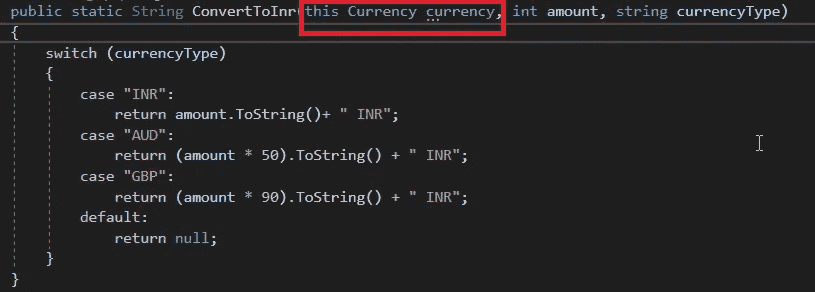 public static String ConvertToInr(this Currency currency, int amount, string currencyType)
{
switch (currencyType)
{
case "INR":
return amount.ToString()+ " INR";
case "AUD":
return (amount * 50).ToString() + " INR";
case "GBP":
return (amount * 90).ToString() + " INR";
default:
return null;
}
}